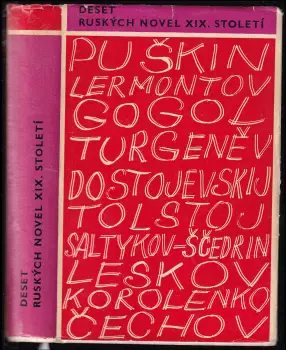 DESET
RUSKÝCH NOVEL XIX. STOLETÍ
PUŠKIN
LERMONTOV
GOGOL
TURGENĚV
DOSTOJEVSKIJ
TOLSTOJ
SALTYKOV-ŠČEDRIN
LESKOV
KOROLENKO
ČECHOV
DESET
RUSKÝCH NOVEL XIX. STOLETÍ